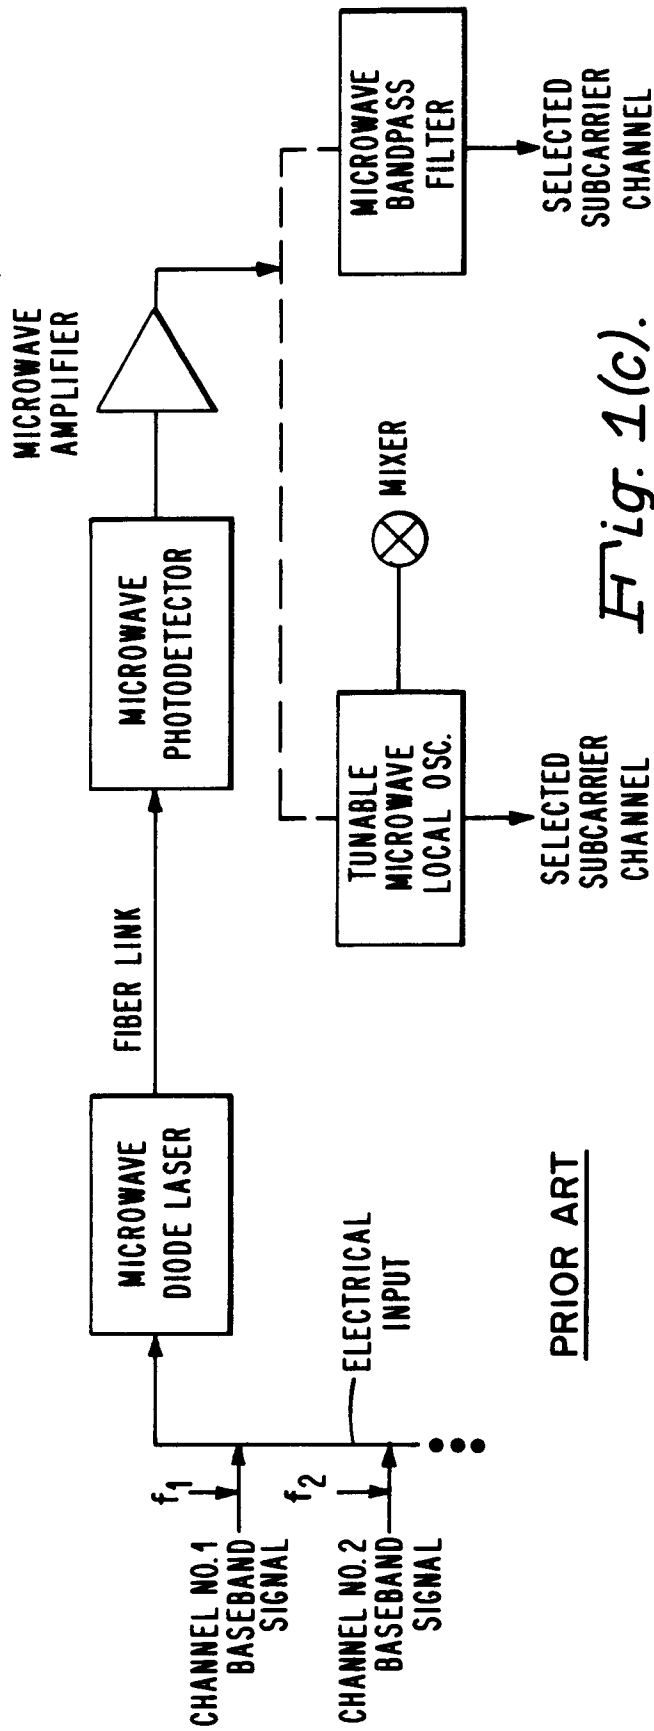 CHANNEL NO.1
BASEBAND
SIGNAL
f1
CHANNEL NO.2
BASEBAND
SIGNAL
f2
ELECTRICAL
INPUT
MICROWAVE
DIODE LASER
FIBER LINK
MICROWAVE
PHOTODETECTOR
MICROWAVE
AMPLIFIER
TUNABLE
MICROWAVE
LOCAL OSC.
MIXER
SELECTED
SUBCARRIER
CHANNEL
MICROWAVE
BANDPASS
FILTER
SELECTED
SUBCARRIER
CHANNEL
PRIOR ART
Fig. 1(c).